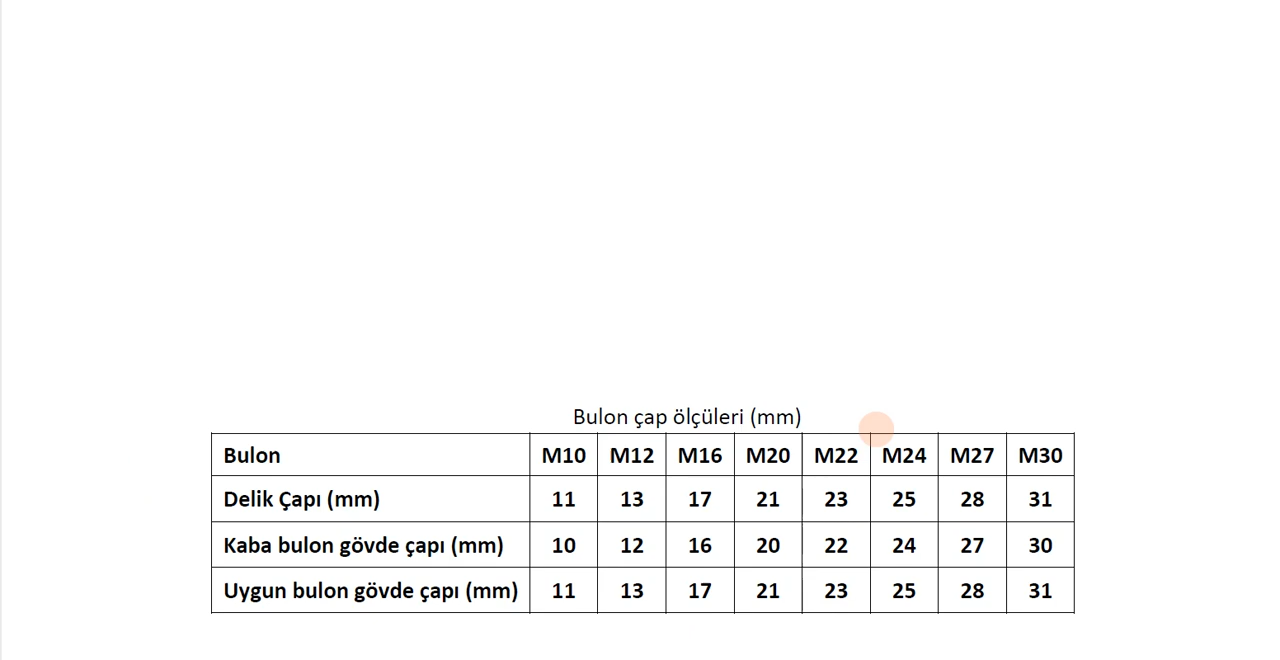 Bulon çap ölçüleri (mm)
Bulon M10 M12 M16 M20 M22 M24 M27 M30
Delik Çapı (mm) 11 13 17 21 23 25 28 31
Kaba bulon gövde çapı (mm) 10 12 16 20 22 24 27 30
Uygun bulon gövde çapı (mm) 11 13 17 21 23 25 28 31